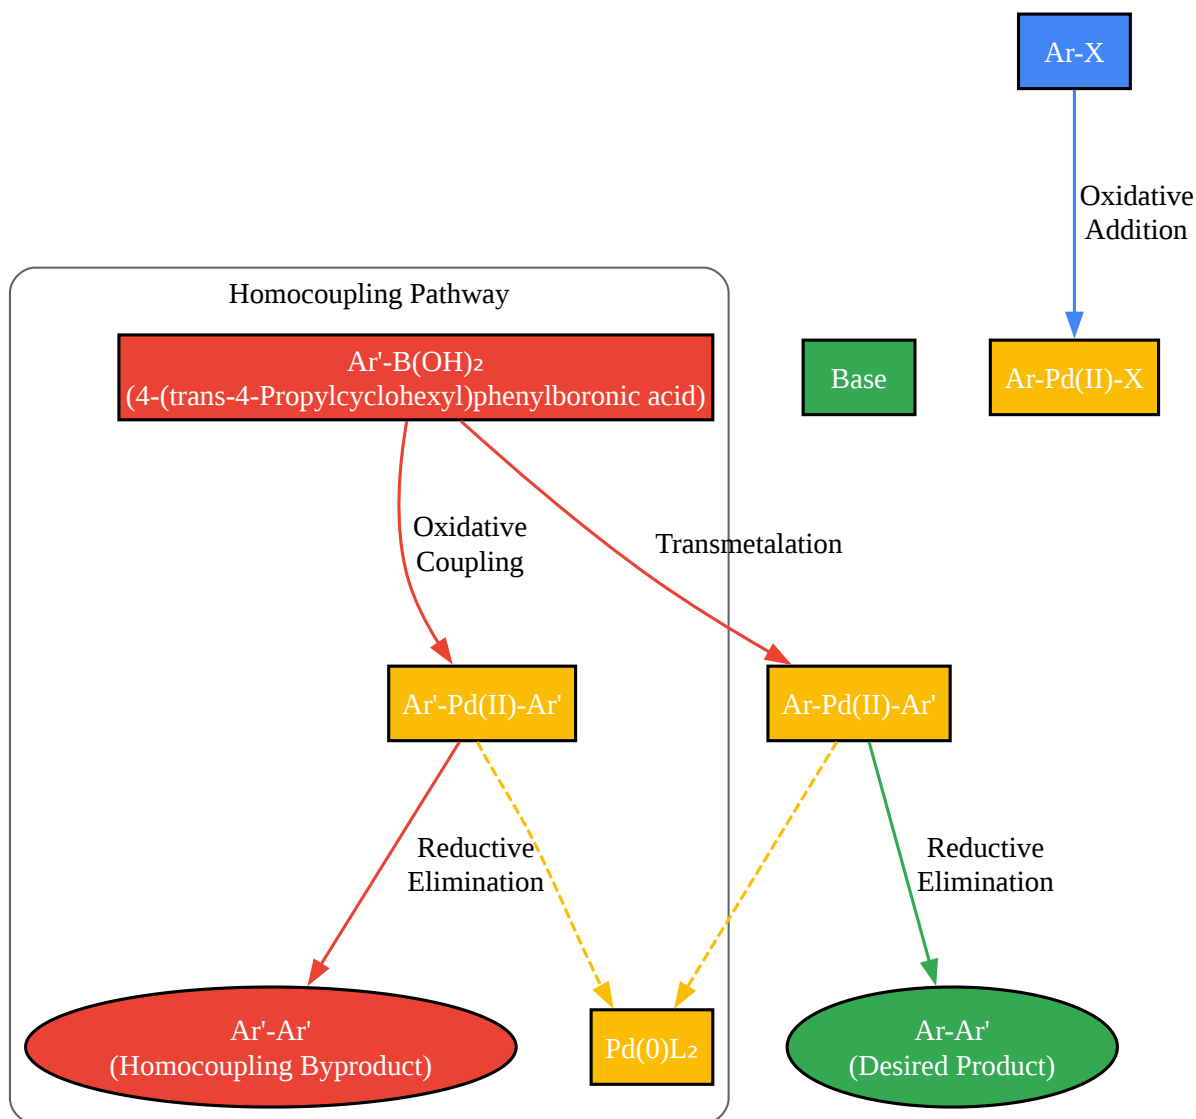 Ar-X
Oxidative
Addition
Homocoupling Pathway
Ar'-B(OH)₂
(4-(trans-4-Propylcyclohexyl)phenylboronic acid)
Base
Ar-Pd(II)-X
Oxidative
Coupling
Transmetalation
Ar'-Pd(II)-Ar'
Ar-Pd(II)-Ar'
Reductive
Elimination
Reductive
Elimination
Ar'-Ar'
(Homocoupling Byproduct)
Pd(0)L₂
Ar-Ar'
(Desired Product)